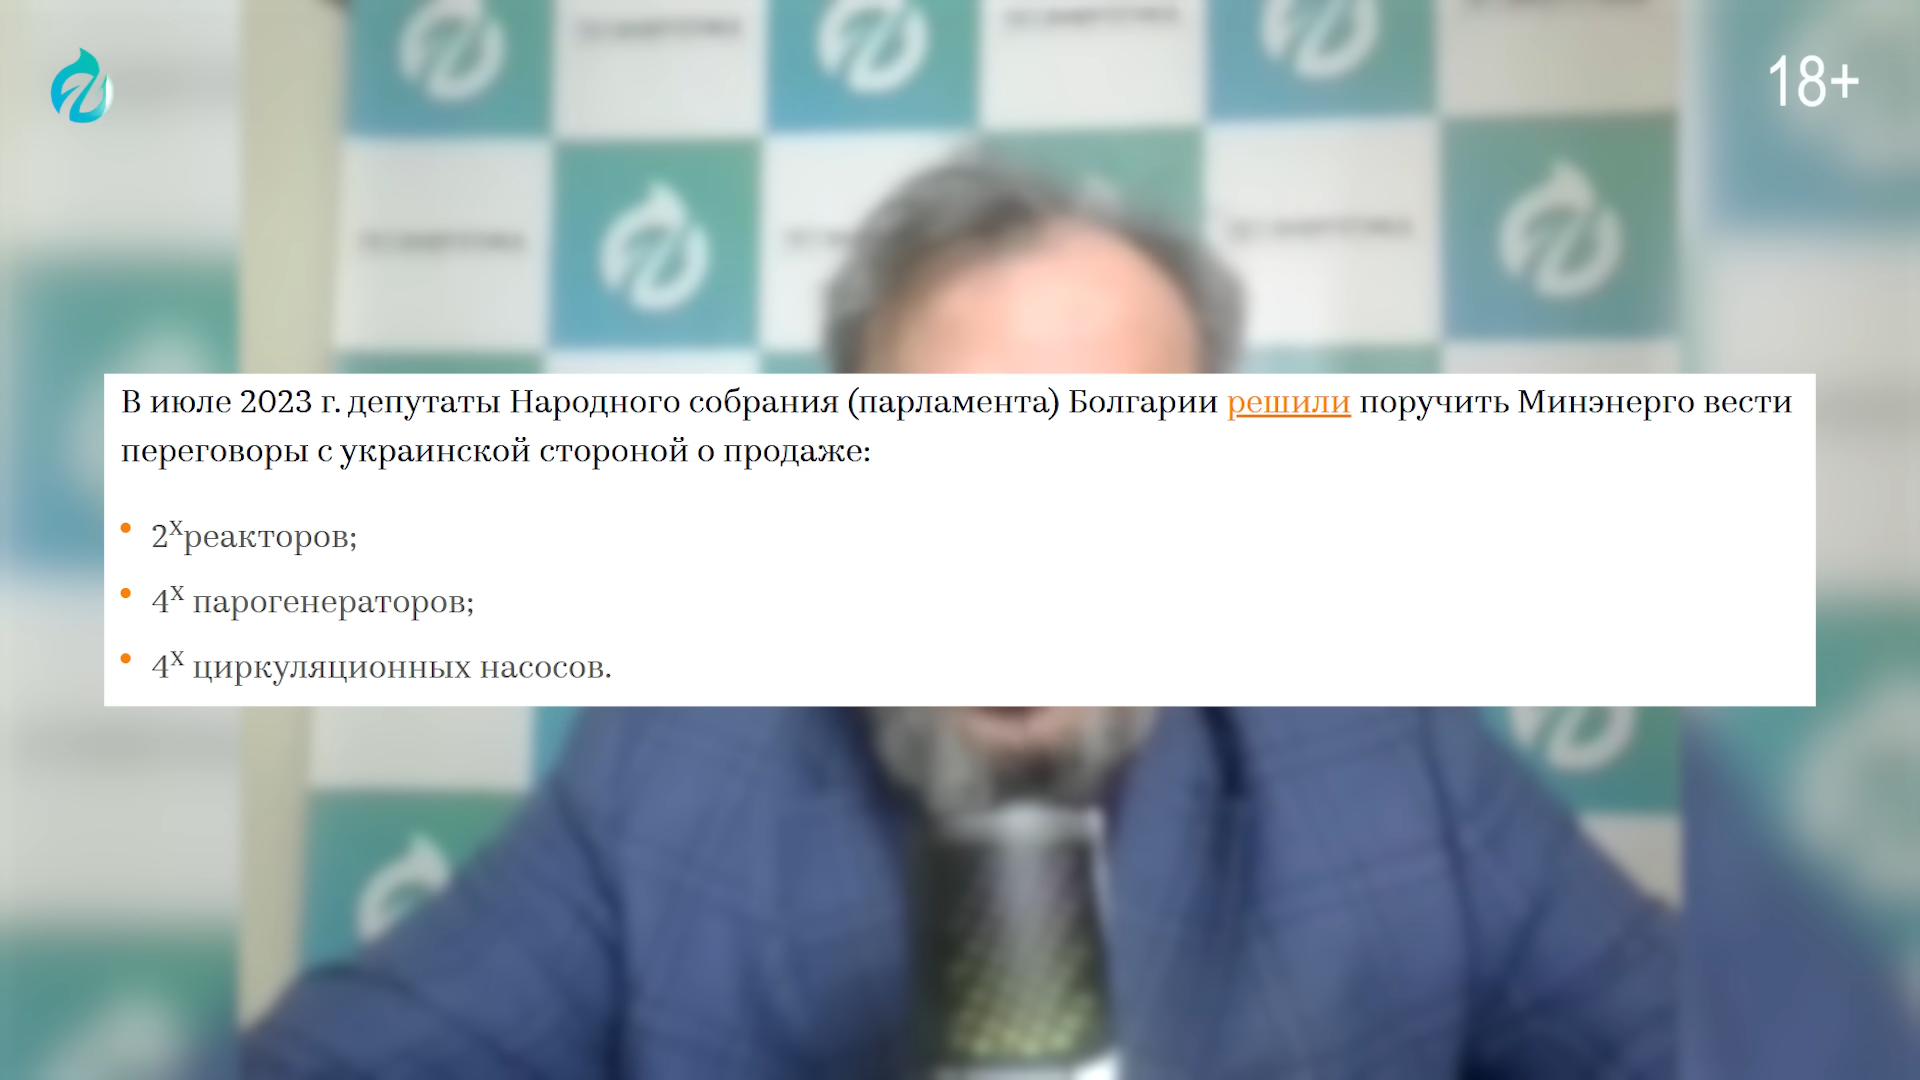 18+
В июле 2023 г. депутаты Народного собрания (парламента) Болгарии решили поручить Минэнерго вести
переговоры с украинской стороной о продаже:
• 2ˣреакторов;
• 4ˣ парогенераторов;
• 4ˣ циркуляционных насосов.